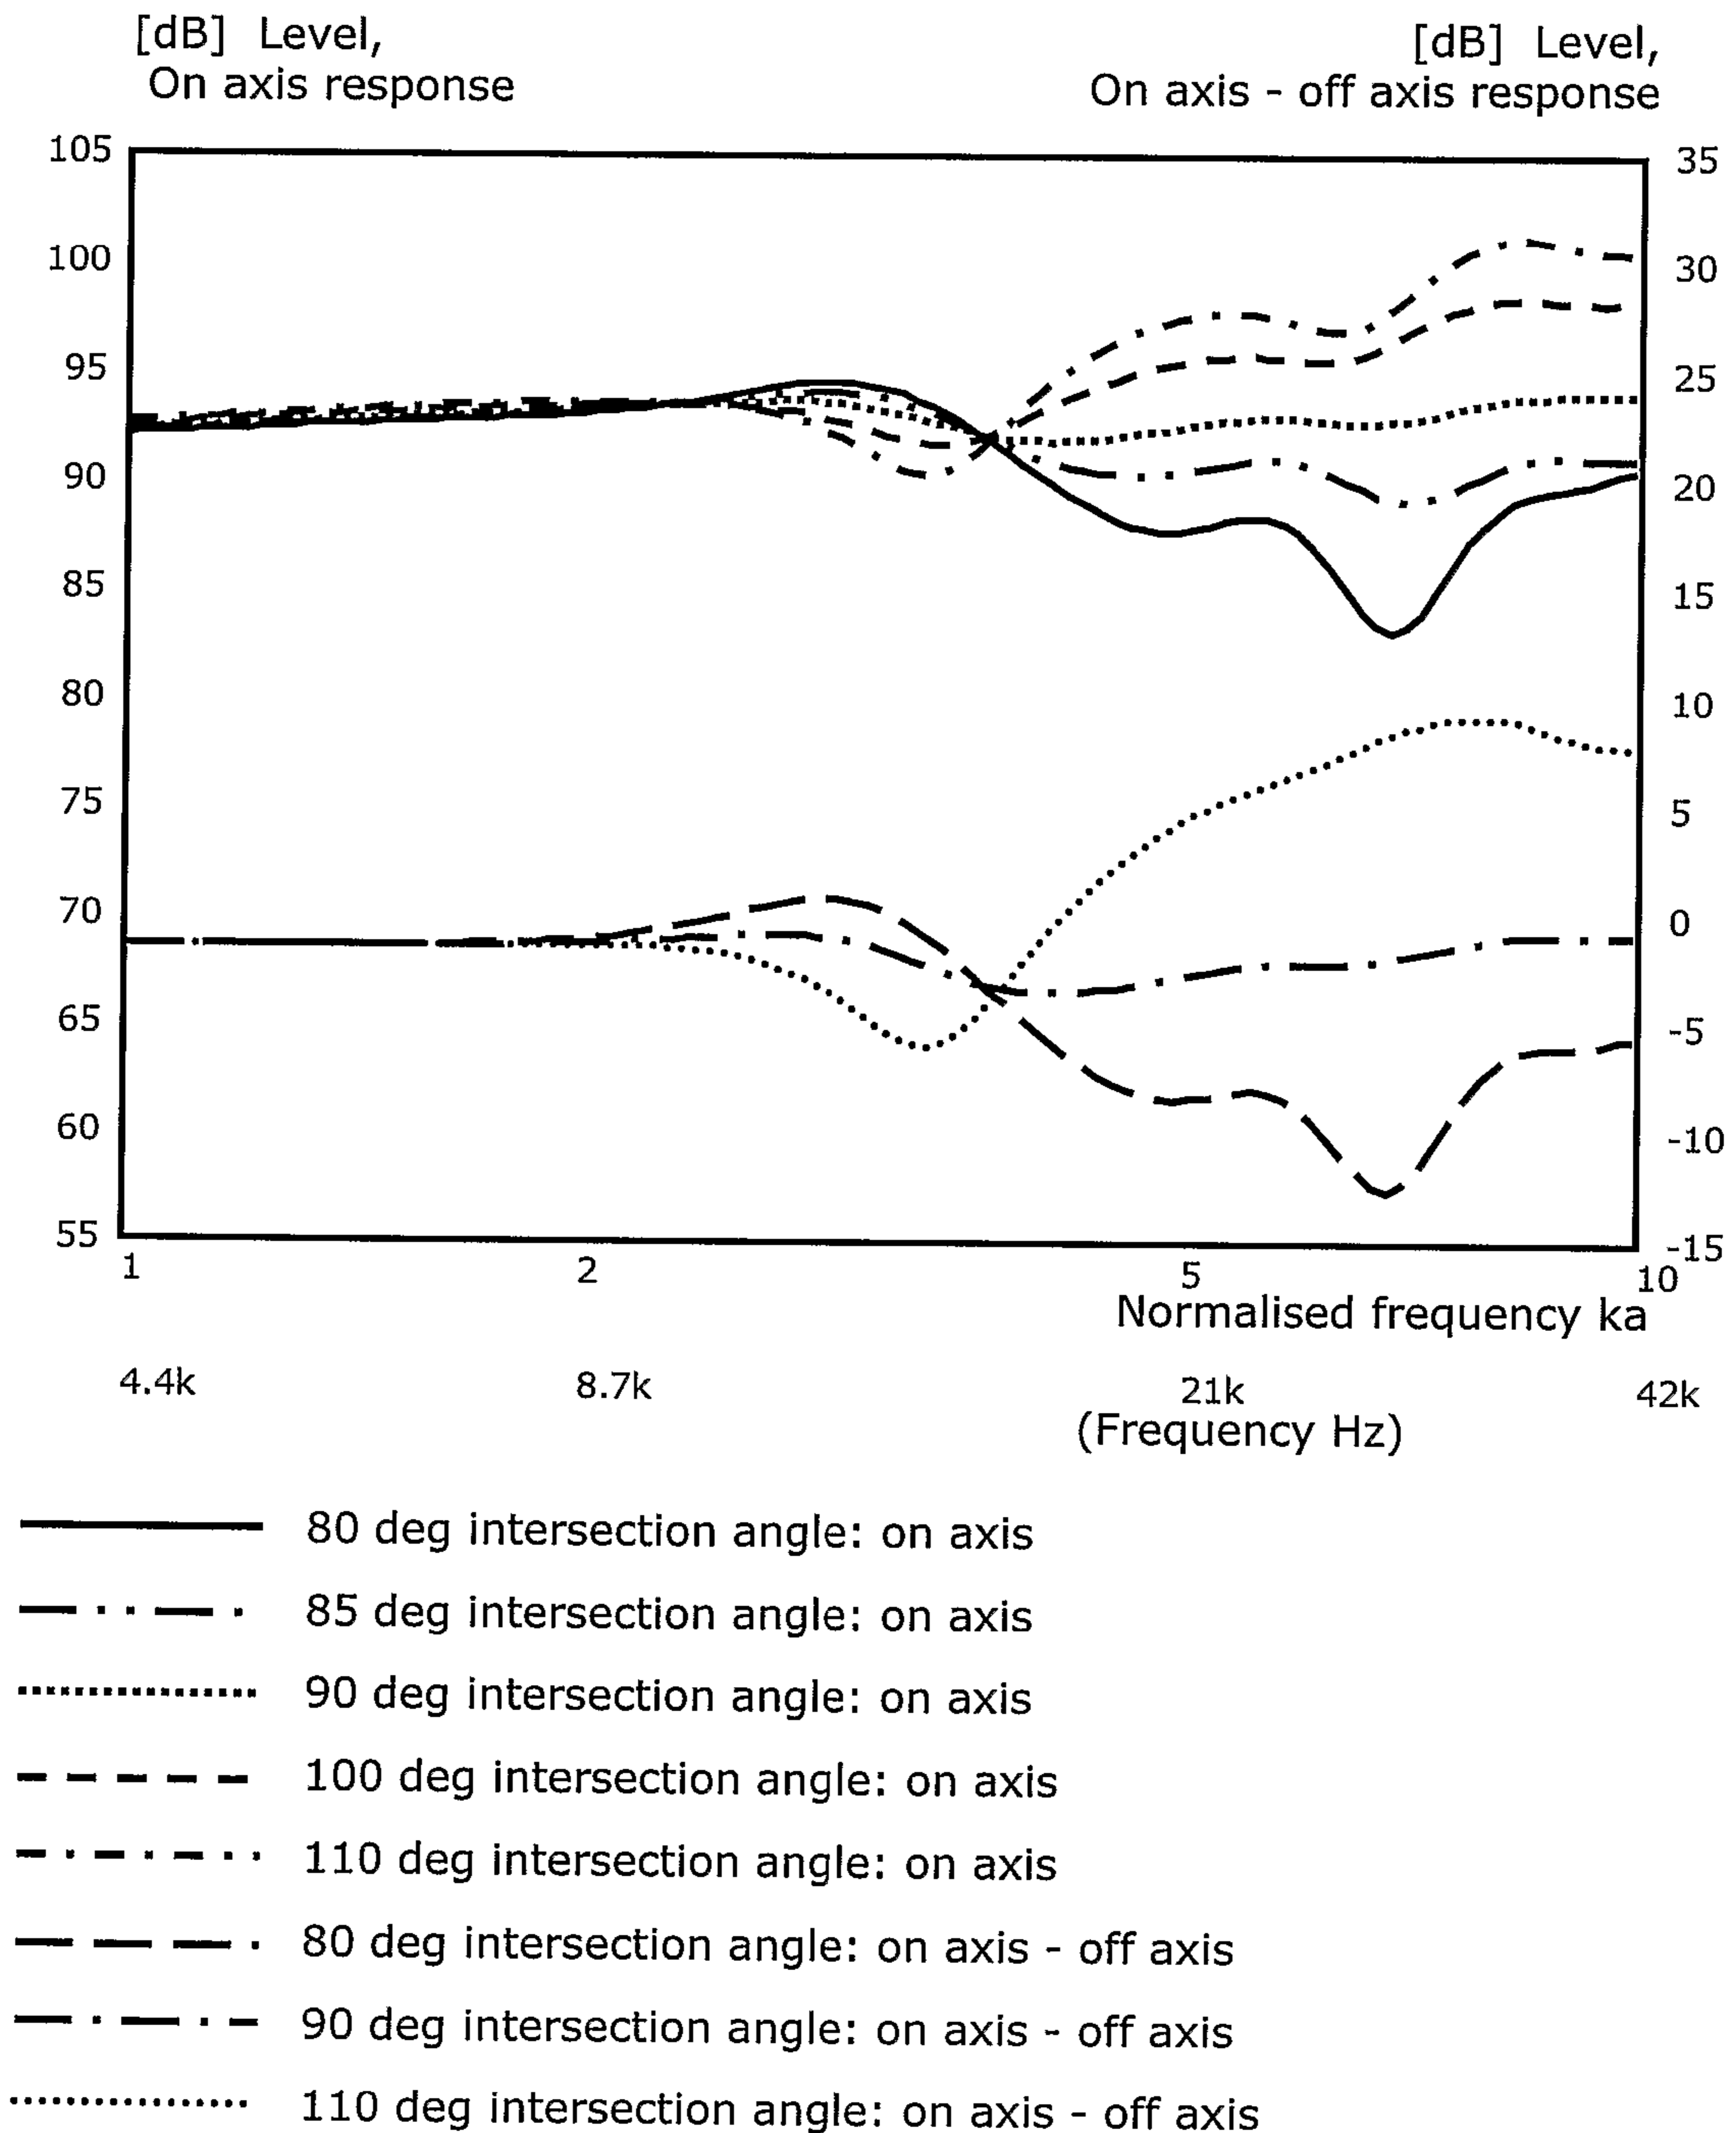 [dB] Level,
On axis response
[dB] Level,
On axis - off axis response
105
100
95
90
85
80
75
70
65
60
55
35
30
25
20
15
10
5
0
-5
-10
-15
1
2
5
10
Normalised frequency ka
4.4k
8.7k
21k
42k
(Frequency Hz)
80 deg intersection angle: on axis
85 deg intersection angle: on axis
90 deg intersection angle: on axis
100 deg intersection angle: on axis
110 deg intersection angle: on axis
80 deg intersection angle: on axis - off axis
90 deg intersection angle: on axis - off axis
110 deg intersection angle: on axis - off axis